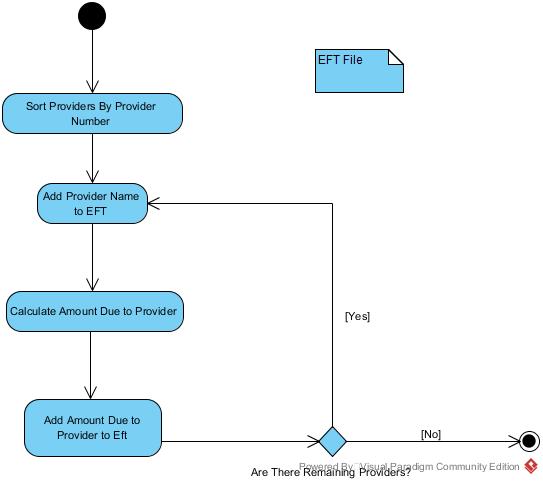 EFT File
Sort Providers By Provider
Number
Add Provider Name
to EFT
Calculate Amount Due to Provider
[Yes]
Add Amount Due to
Provider to Eft
[No]
Powered By Visual Paradigm Community Edition
Are There Remaining Providers?